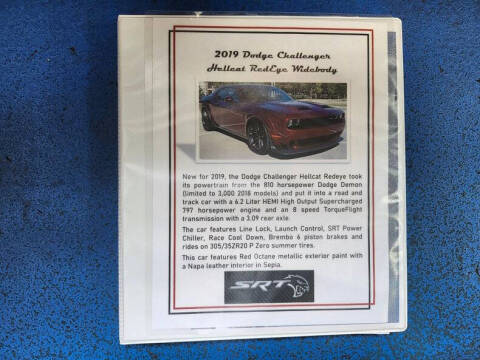 2019 Dodge Challenger
Hellcat RedEye Widebody
New for 2019, the Dodge Challenger Hellcat Redeye took
its powertrain from the 810 horsepower Dodge Demon
(limited to 3,000 2018 models) and put it into a road and
track car with a 6.2 Liter HEMI High Output Supercharged
797 horsepower engine and an 8 speed TorqueFlight
transmission with a 3.09 rear axle.
The car features Line Lock, Launch Control, SRT Power
Chiller, Race Cool Down, Brembo 6 piston brakes and
rides on 305/35ZR20 P Zero summer tires.
This car features Red Octane metallic exterior paint with
a Napa leather interior in Sepia.
SRT